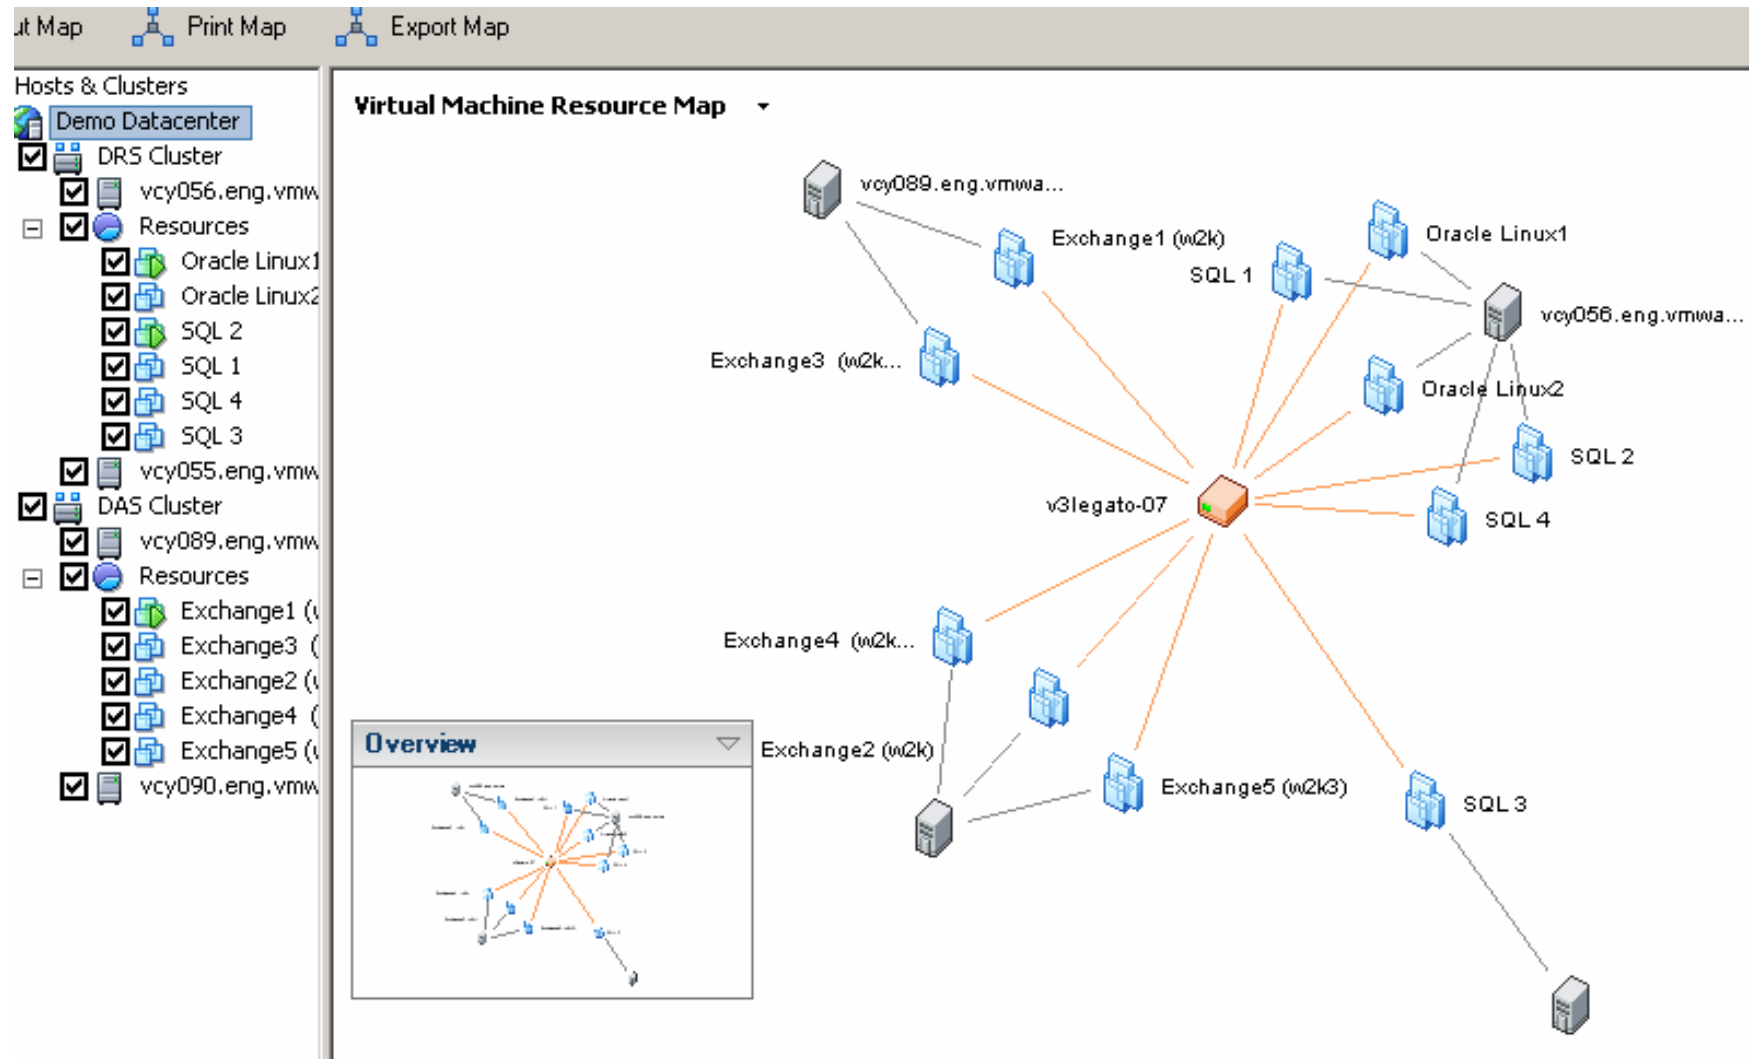 ut Map
Print Map
Export Map
Hosts & Clusters
Demo Datacenter
DRS Cluster
vcy056.eng.vmw
Resources
Oracle Linux1
Oracle Linux2
SQL 2
SQL 1
SQL 4
SQL 3
vcy055.eng.vmw
DAS Cluster
vcy089.eng.vmw
Resources
Exchange1 (
Exchange3 (
Exchange2 (
Exchange4 (
Exchange5 (
vcy090.eng.vmw
Virtual Machine Resource Map
vcy089.eng.vmwa...
Exchange1 (w2k)
Oracle Linux1
SQL 1
vcy056.eng.vmwa...
Exchange3 (w2k...
Oracle Linux2
SQL 2
v3legato-07
SQL 4
Exchange4 (w2k...
Exchange2 (w2k)
Exchange5 (w2k3)
SQL 3
Overview